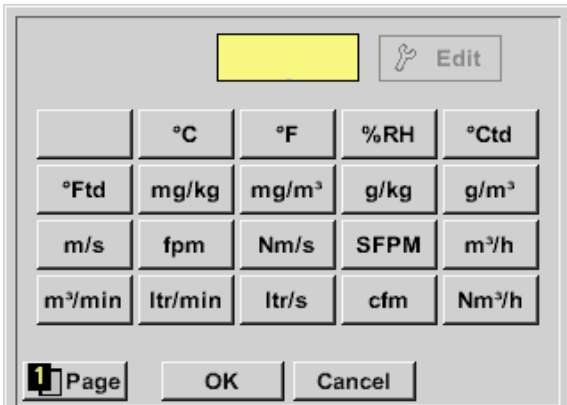 Edit
°C °F %RH °Ctd
°Ftd mg/kg mg/m³ g/kg g/m³
m/s fpm Nm/s SFPM m³/h
m³/min ltr/min ltr/s cfm Nm³/h
1 Page OK Cancel